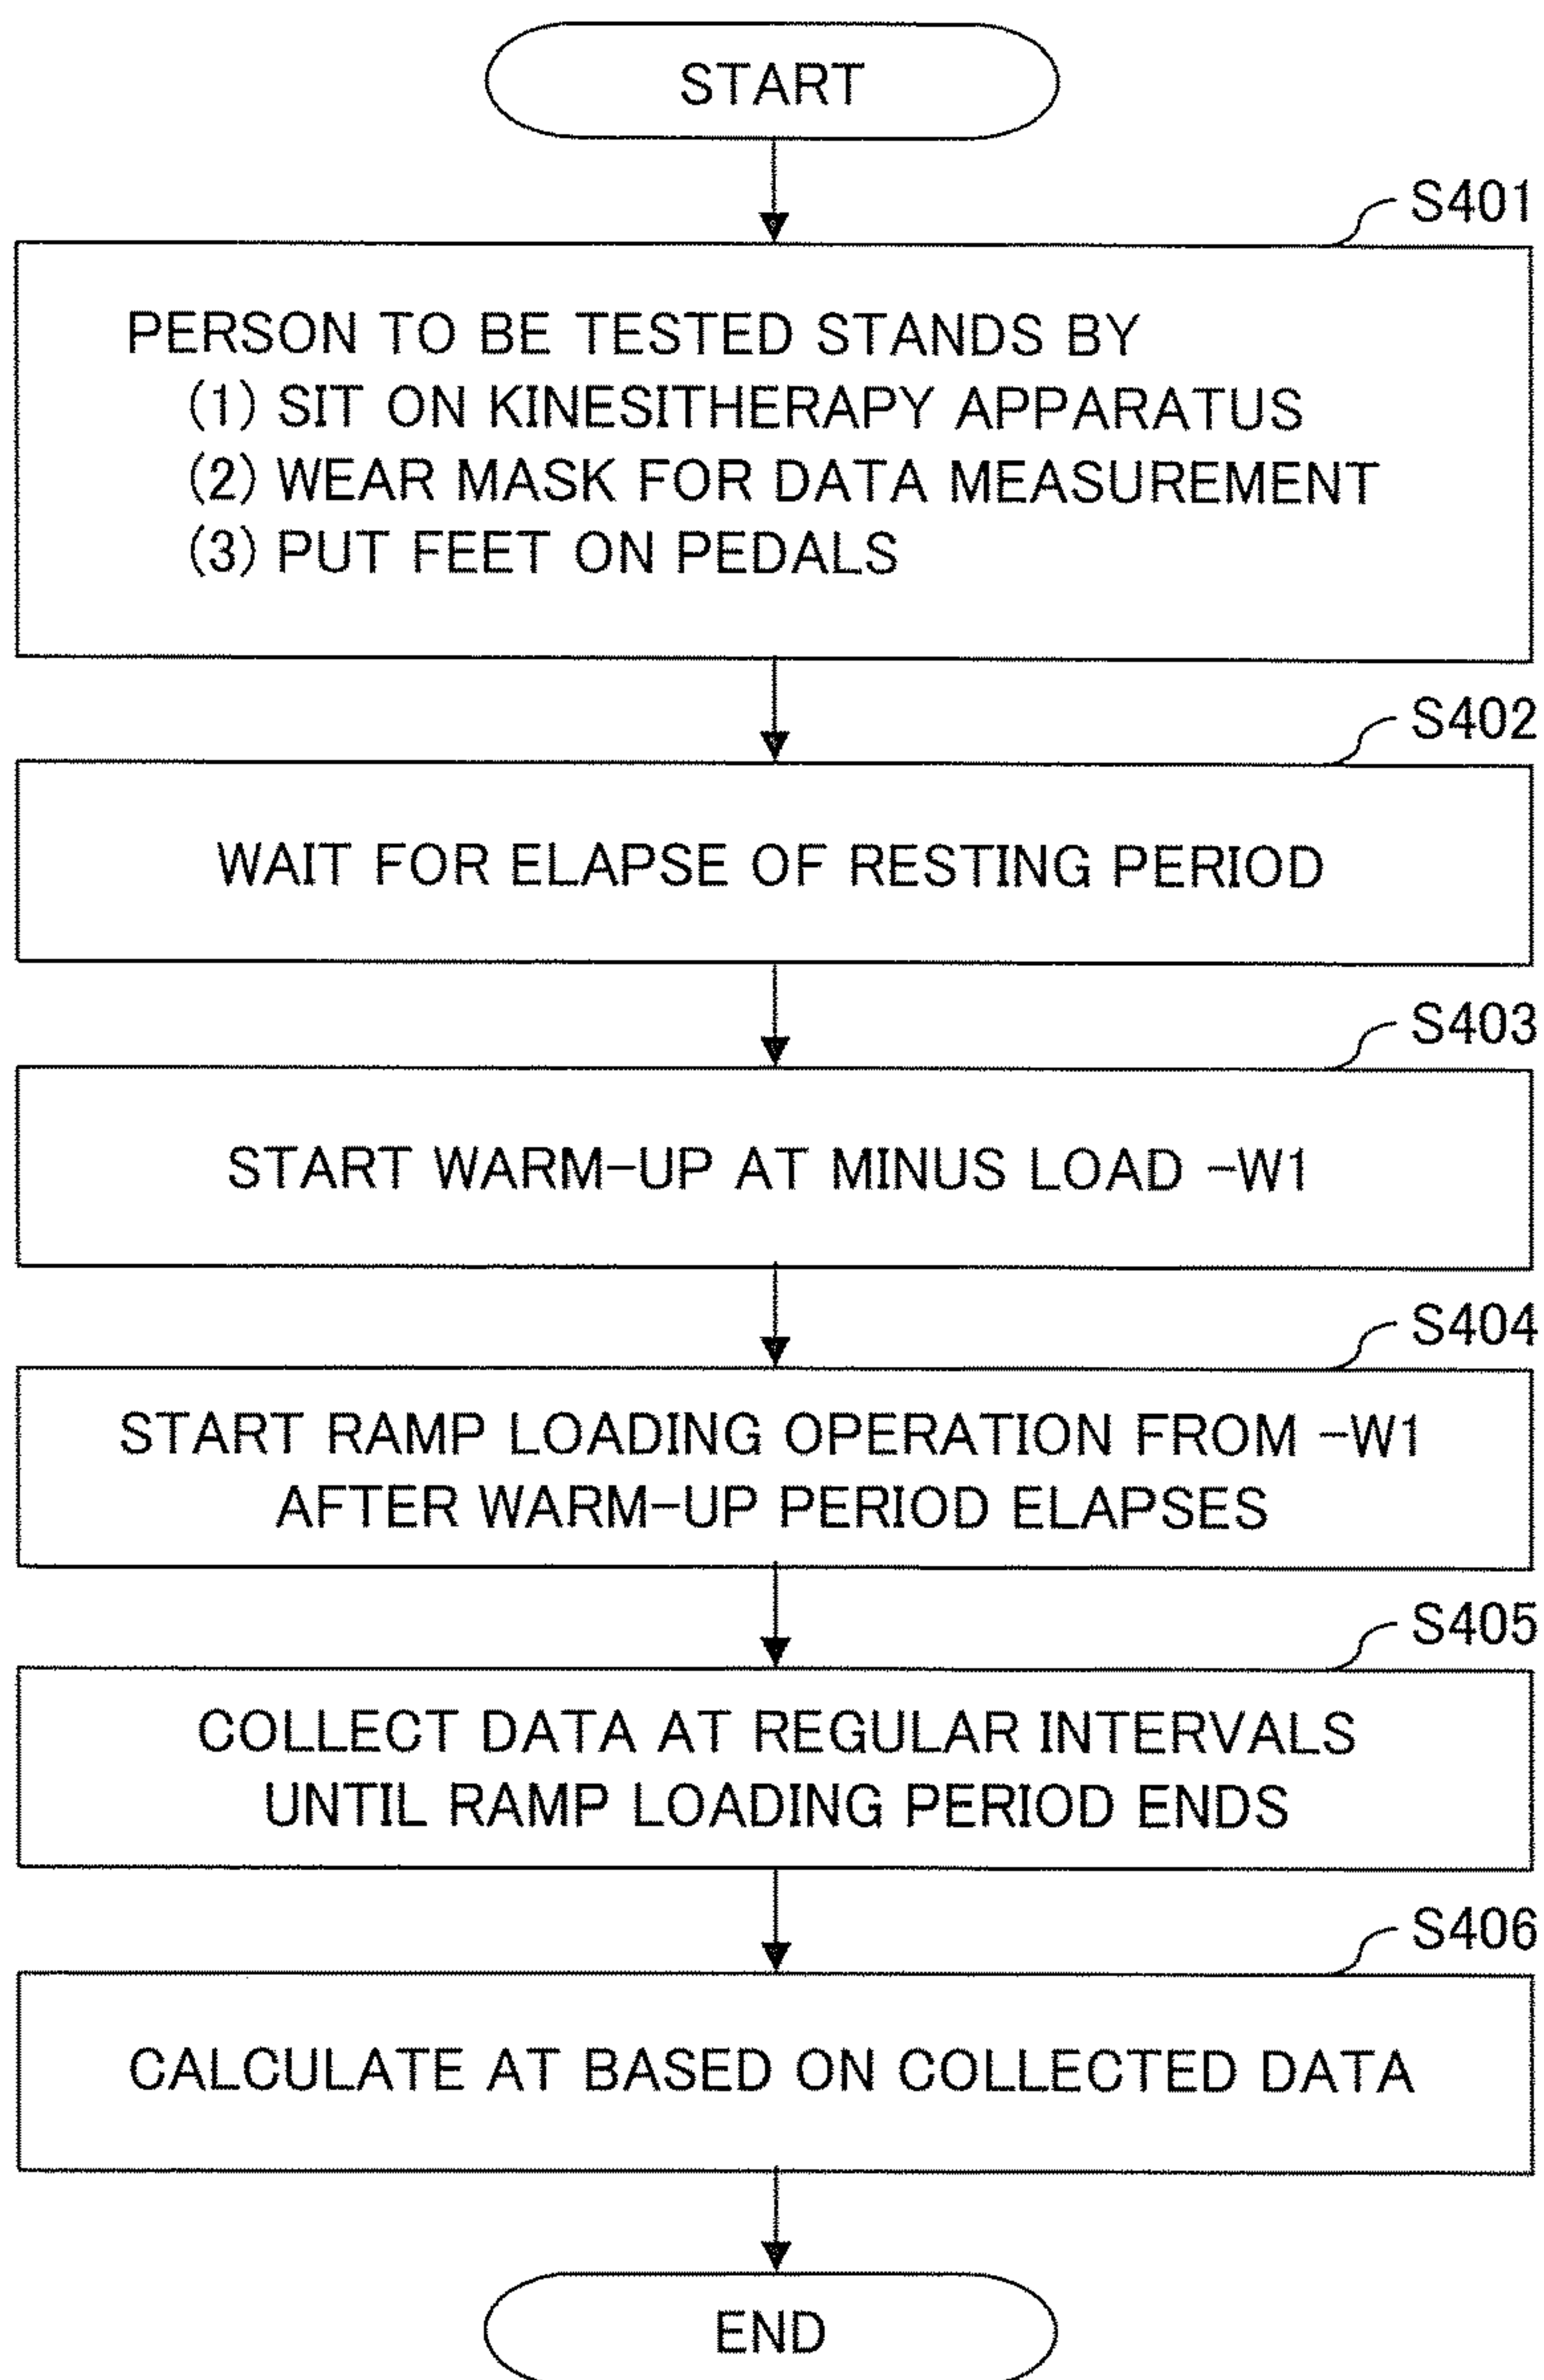 START
S401
PERSON TO BE TESTED STANDS BY
(1) SIT ON KINESITHERAPY APPARATUS
(2) WEAR MASK FOR DATA MEASUREMENT
(3) PUT FEET ON PEDALS
S402
WAIT FOR ELAPSE OF RESTING PERIOD
S403
START WARM-UP AT MINUS LOAD -W1
S404
START RAMP LOADING OPERATION FROM -W1
AFTER WARM-UP PERIOD ELAPSES
S405
COLLECT DATA AT REGULAR INTERVALS
UNTIL RAMP LOADING PERIOD ENDS
S406
CALCULATE AT BASED ON COLLECTED DATA
END